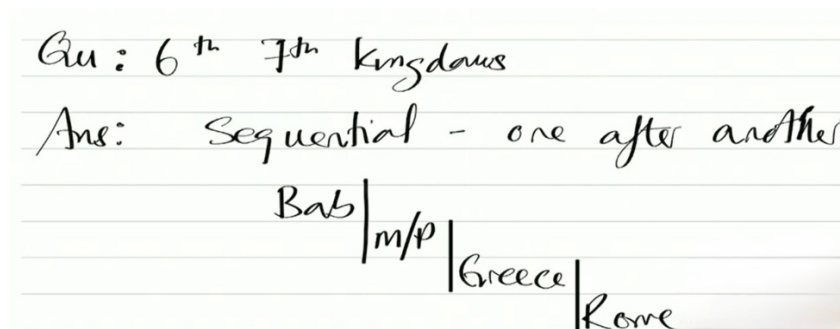 Qu: 6th 7th kingdoms
Ans: Sequential - one after another
Bab
m/p
Greece
Rome